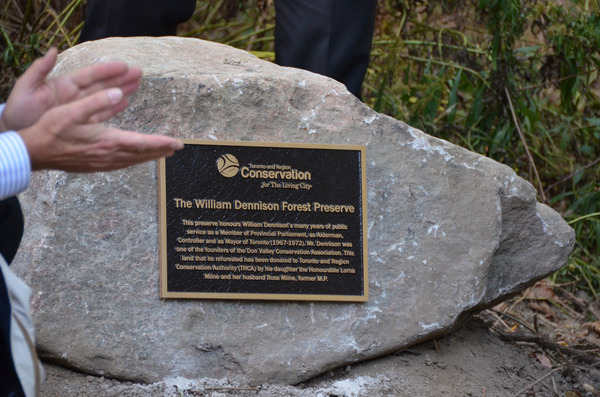 Toronto and Region
Conservation
for The Living City
The William Dennison Forest Preserve
This preserve honours William Dennison's many years of public
service as a Member of Provincial Parliament, as Alderman,
Controller and as Mayor of Toronto (1967-1972). Mr. Dennison was
one of the founders of the Don Valley Conservation Association. This
land that he reforested has been donated to Toronto and Region
Conservation Authority (TRCA) by his daughter the Honourable Lorna
Milne and her husband Ross Milne, former M.P.